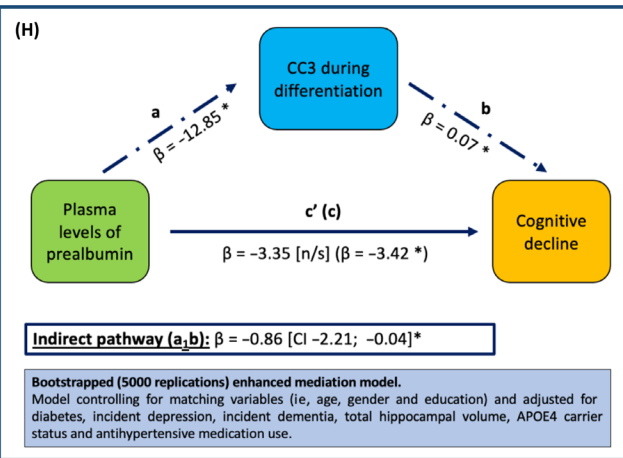 (H)
CC3 during
differentiation
a
β = -12.85 *
b
β = 0.07 *
Plasma
levels of
prealbumin
c’ (c)
β = −3.35 [n/s] (β = −3.42 *)
Cognitive
decline
Indirect pathway (a1b): β = −0.86 [CI −2.21; −0.04]*
Bootstrapped (5000 replications) enhanced mediation model.
Model controlling for matching variables (ie, age, gender and education) and adjusted for
diabetes, incident depression, incident dementia, total hippocampal volume, APOE4 carrier
status and antihypertensive medication use.